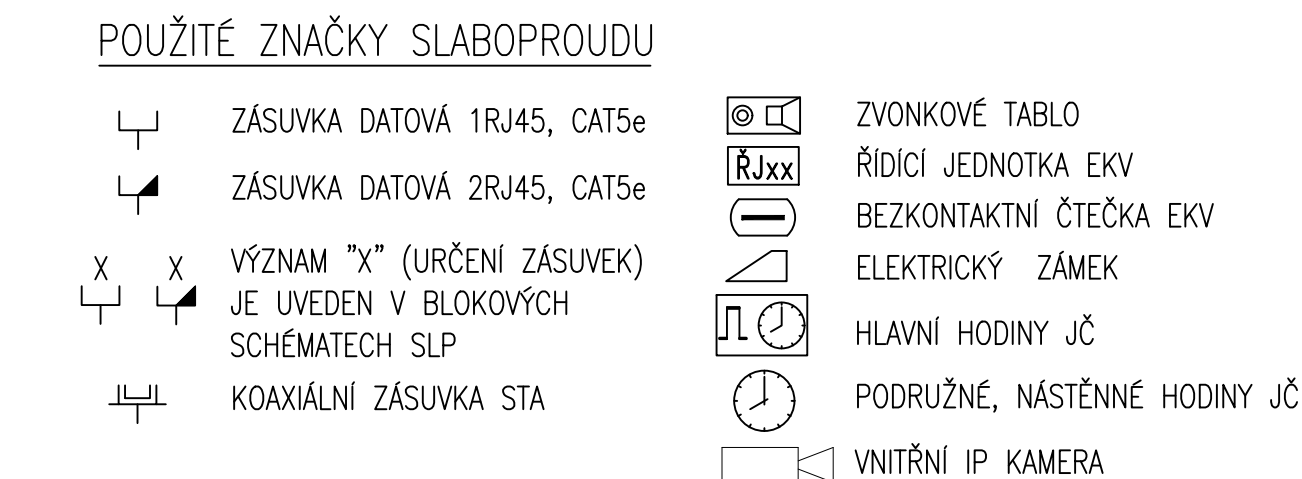 POUŽITÉ ZNAČKY SLABOPROUDU
ZÁSUVKA DATOVÁ 1RJ45, CAT5e
ZÁSUVKA DATOVÁ 2RJ45, CAT5e
X X
VÝZNAM "X" (URČENÍ ZÁSUVEK)
JE UVEDEN V BLOKOVÝCH
SCHÉMATECH SLP
KOAXIÁLNÍ ZÁSUVKA STA
ZVONKOVÉ TABLO
ŘJxx ŘÍDÍCÍ JEDNOTKA EKV
BEZKONTAKTNÍ ČTEČKA EKV
ELEKTRICKÝ ZÁMEK
HLAVNÍ HODINY JČ
PODRUŽNÉ, NÁSTĚNNÉ HODINY JČ
VNITŘNÍ IP KAMERA